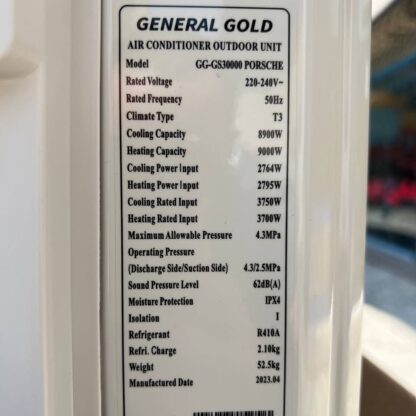 GENERAL GOLD
AIR CONDITIONER OUTDOOR UNIT
Model GG-GS30000 PORSCHE
Rated Voltage 220-240V~
Rated Frequency 50Hz
Climate Type T3
Cooling Capacity 8900W
Heating Capacity 9000W
Cooling Power Input 2764W
Heating Power Input 2795W
Cooling Rated Input 3750W
Heating Rated Input 3700W
Maximum Allowable Pressure 4.3MPa
Operating Pressure
(Discharge Side/Suction Side) 4.3/2.5MPa
Sound Pressure Level 62dB(A)
Moisture Protection IPX4
Isolation I
Refrigerant R410A
Refri. Charge 2.10kg
Weight 52.5kg
Manufactured Date 2023.04
GENERAL GOLD